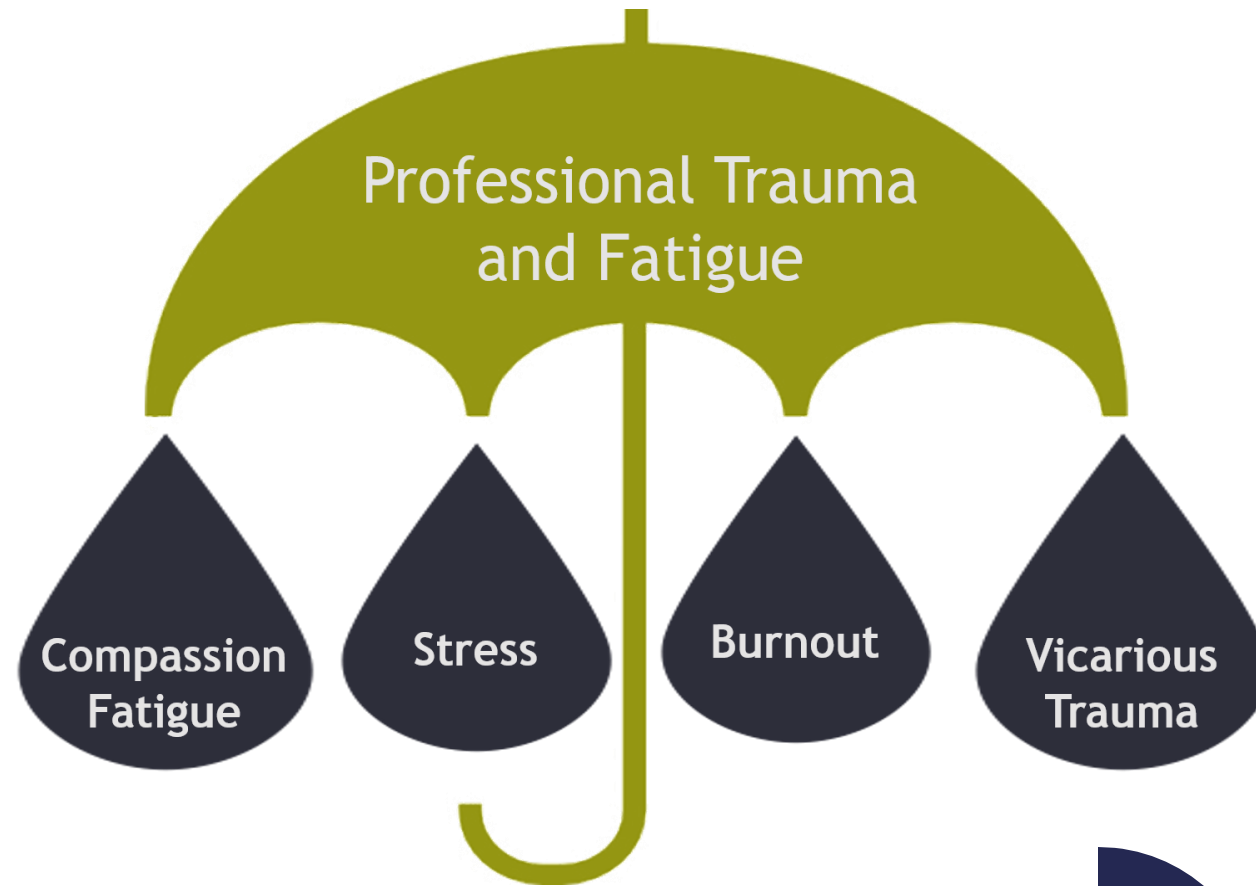 Professional Trauma
and Fatigue
Compassion
Fatigue
Stress
Burnout
Vicarious
Trauma